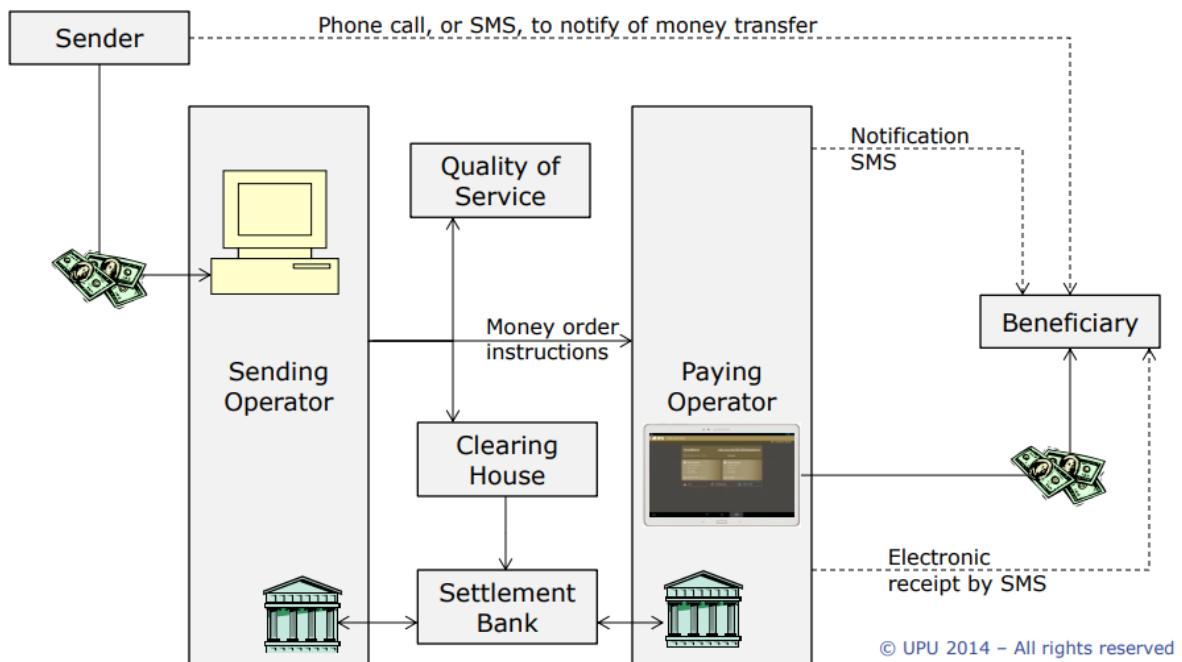 Sender
Phone call, or SMS, to notify of money transfer
Notification
SMS
Quality of
Service
Beneficiary
Money order
instructions
Sending
Operator
Paying
Operator
Clearing
House
Electronic
receipt by SMS
Settlement
Bank
© UPU 2014 – All rights reserved